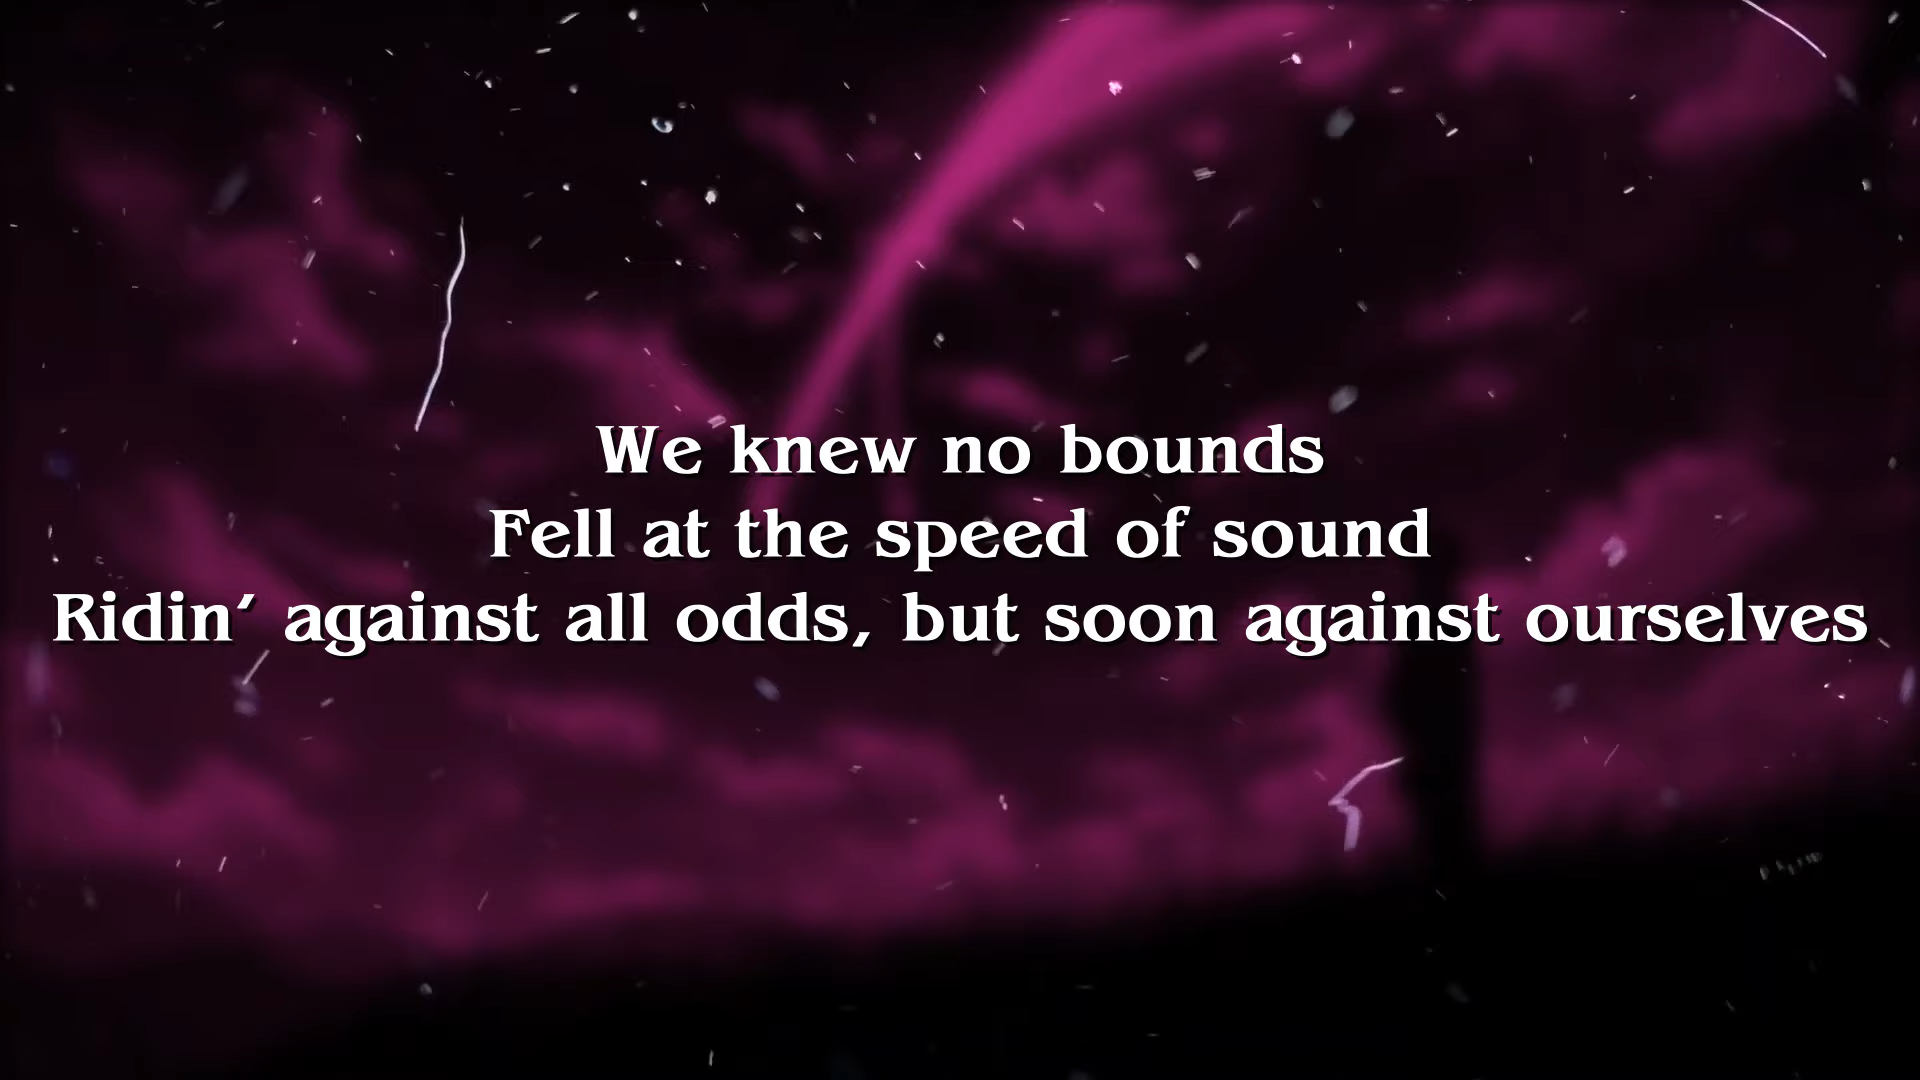 We knew no bounds
Fell at the speed of sound
Ridin’ against all odds, but soon against ourselves